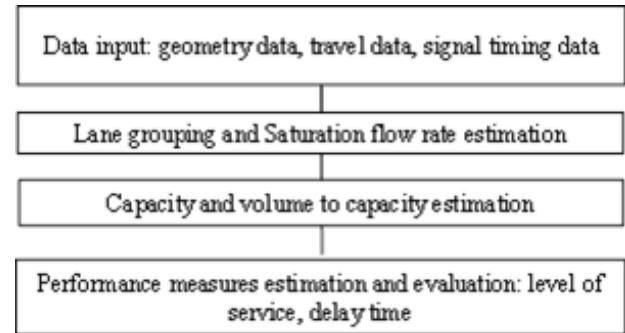 Data input: geometry data, travel data, signal timing data
Lane grouping and Saturation flow rate estimation
Capacity and volume to capacity estimation
Performance measures estimation and evaluation: level of
service, delay time